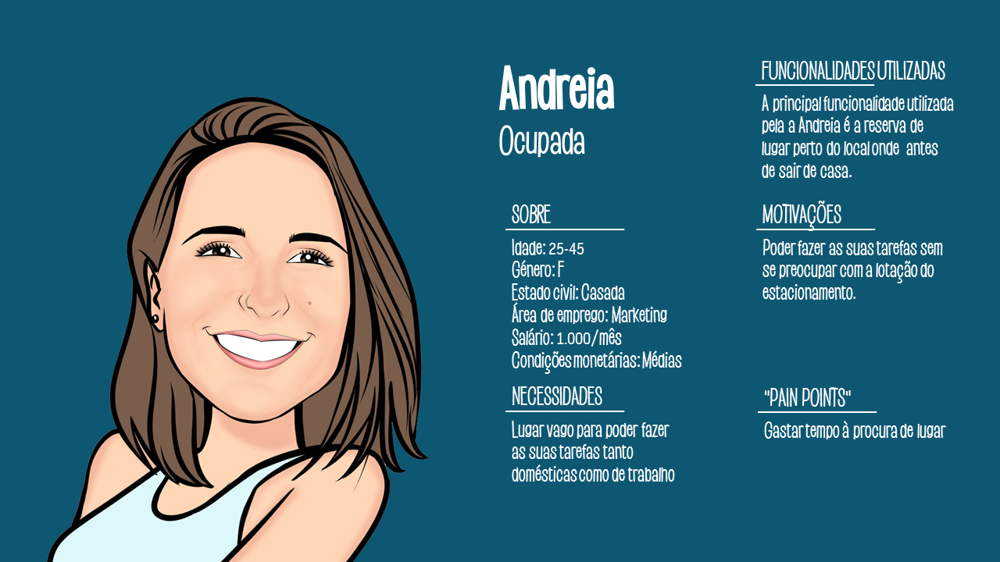 Andreia
Ocupada
SOBRE
Idade: 25-45
Género: F
Estado civil: Casada
Área de emprego: Marketing
Salário: 1.000/mês
Condições monetárias: Médias
NECESSIDADES
Lugar vago para poder fazer
as suas tarefas tanto
domésticas como de trabalho
FUNCIONALIDADES UTILIZADAS
A principal funcionalidade utilizada
pela a Andreia é a reserva de
lugar perto do local onde antes
de sair de casa.
MOTIVAÇÕES
Poder fazer as suas tarefas sem
se preocupar com a lotação do
estacionamento.
"PAIN POINTS"
Gastar tempo à procura de lugar